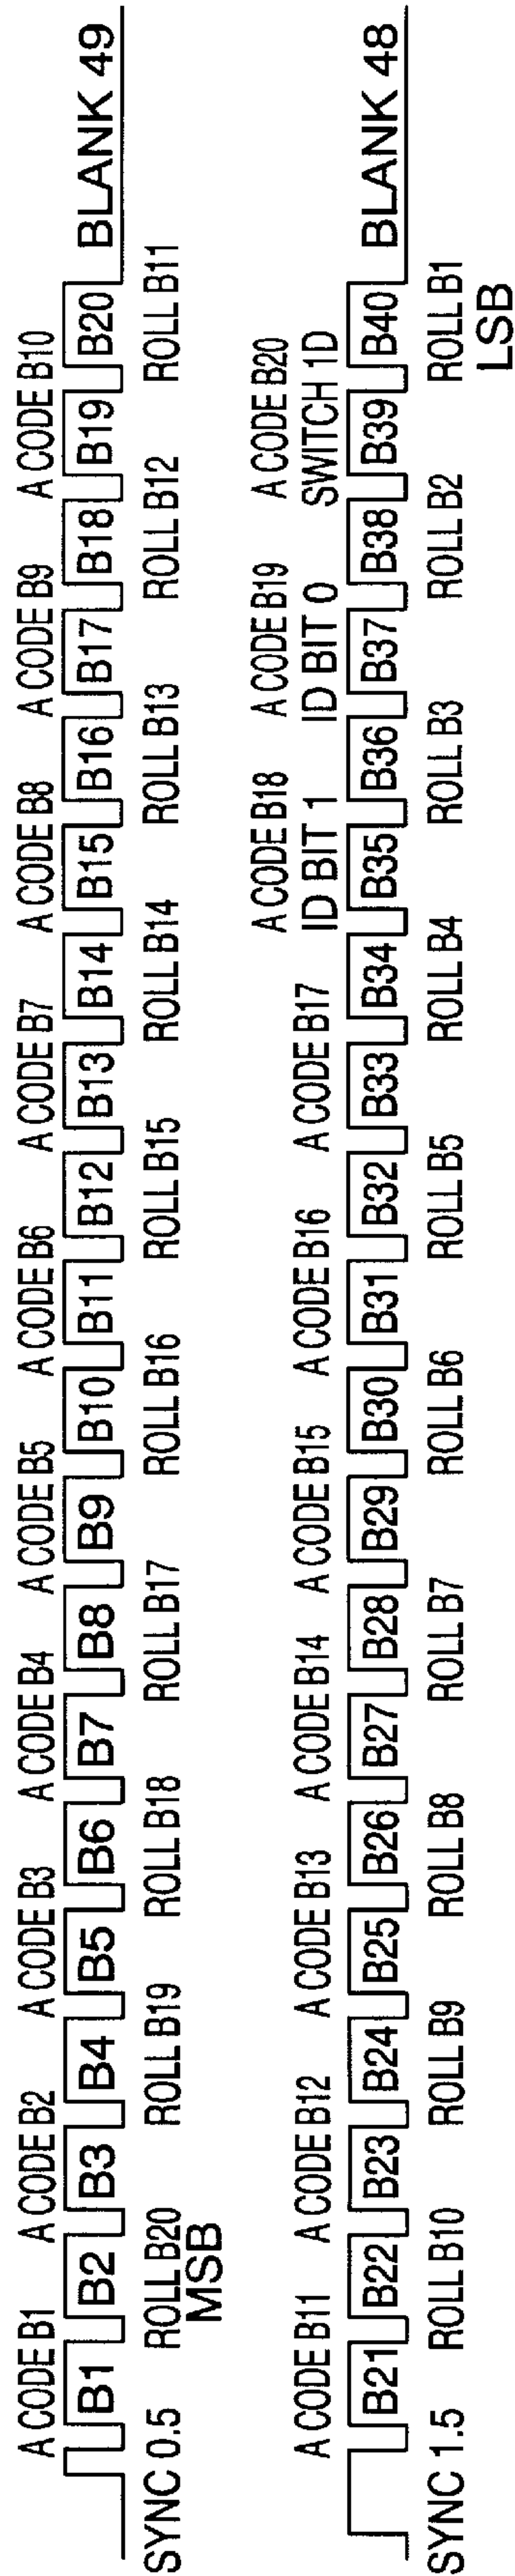 A CODE B1 A CODE B2 A CODE B3 A CODE B4 A CODE B5 A CODE B6 A CODE B7 A CODE B8 A CODE B9 A CODE B10
B1 B2 B3 B4 B5 B6 B7 B8 B9 B10 B11 B12 B13 B14 B15 B16 B17 B18 B19 B20 BLANK 49
SYNC 0.5 ROLL B20 ROLL B19 ROLL B18 ROLL B17 ROLL B16 ROLL B15 ROLL B14 ROLL B13 ROLL B12 ROLL B11
MSB
A CODE B18 A CODE B19 A CODE B20
A CODE B11 A CODE B12 A CODE B13 A CODE B14 A CODE B15 A CODE B16 A CODE B17 ID BIT 1 ID BIT 0 SWITCH 1D
B21 B22 B23 B24 B25 B26 B27 B28 B29 B30 B31 B32 B33 B34 B35 B36 B37 B38 B39 B40 BLANK 48
SYNC 1.5 ROLL B10 ROLL B9 ROLL B8 ROLL B7 ROLL B6 ROLL B5 ROLL B4 ROLL B3 ROLL B2 ROLL B1
LSB